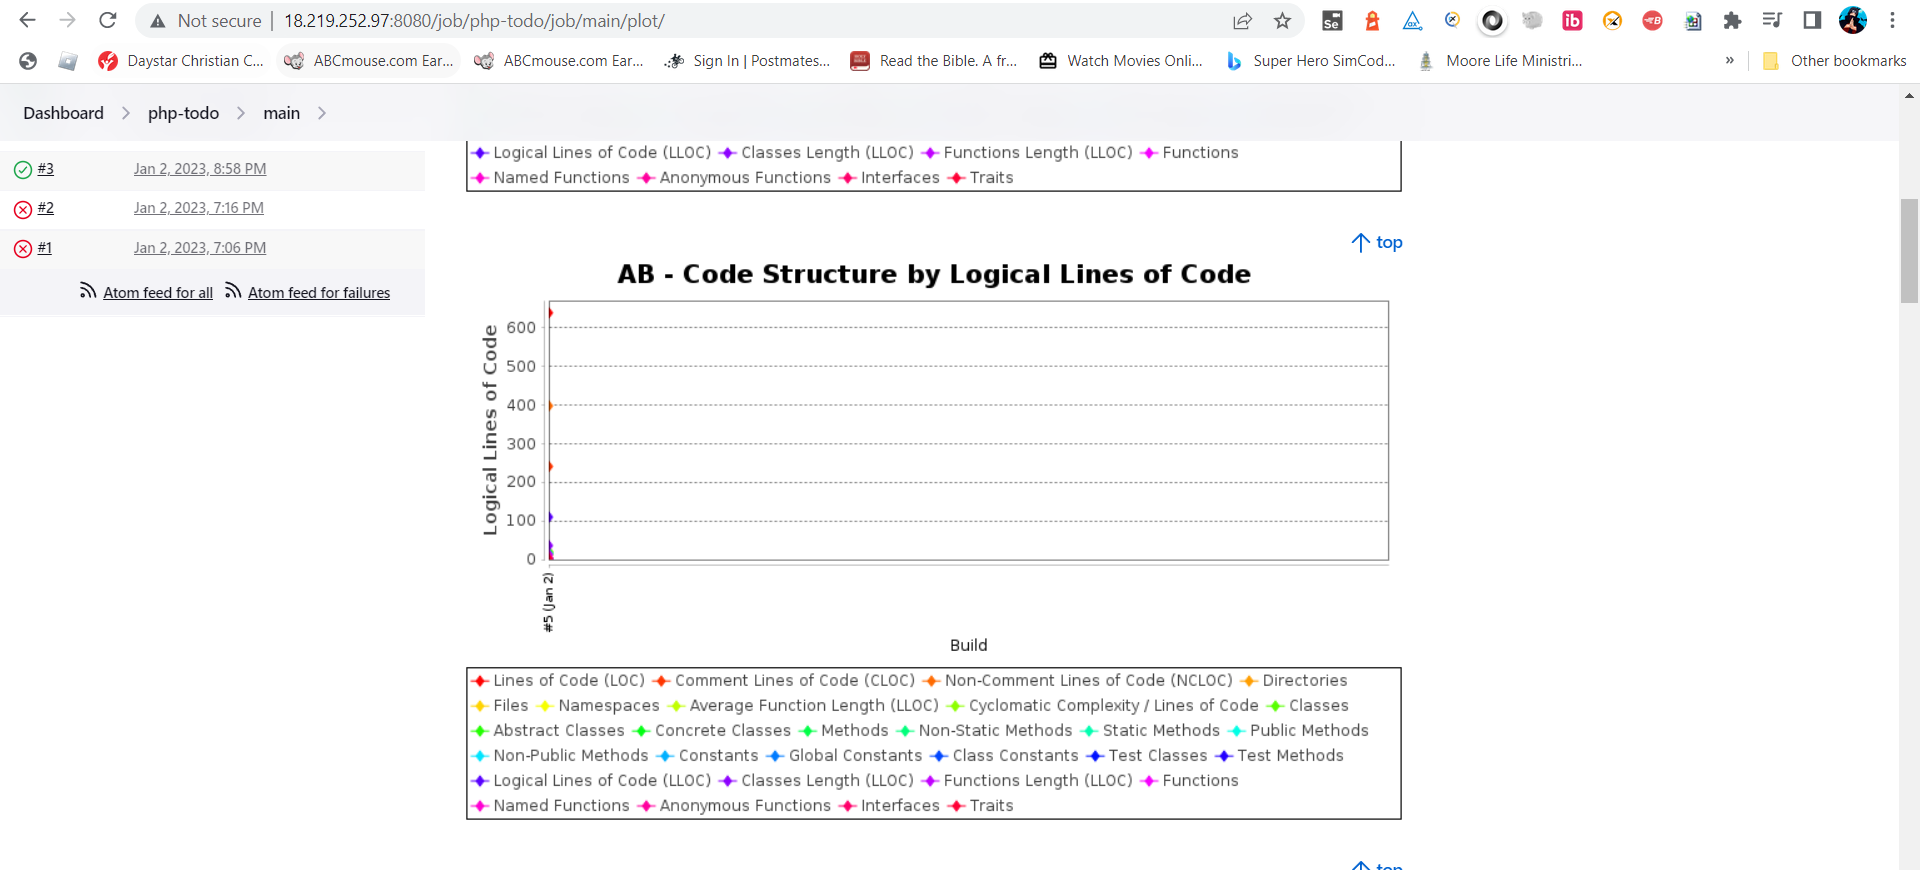 Not secure | 18.219.252.97:8080/job/php-todo/job/main/plot/
Daystar Christian C... ABCmouse.com Ear... ABCmouse.com Ear... Sign In | Postmates... Read the Bible. A fr... Watch Movies Onli... Super Hero SimCod... Moore Life Ministri... » Other bookmarks
Dashboard php-todo main
#3 Jan 2, 2023, 8:58 PM
#2 Jan 2, 2023, 7:16 PM
#1 Jan 2, 2023, 7:06 PM
Atom feed for all Atom feed for failures
Logical Lines of Code (LLOC) Classes Length (LLOC) Functions Length (LLOC) Functions
Named Functions Anonymous Functions Interfaces Traits
top
AB - Code Structure by Logical Lines of Code
Logical Lines of Code
600
500
400
300
200
100
0
#5 (Jan 2)
Build
Lines of Code (LOC) Comment Lines of Code (CLOC) Non-Comment Lines of Code (NCLOC) Directories
Files Namespaces Average Function Length (LLOC) Cyclomatic Complexity / Lines of Code Classes
Abstract Classes Concrete Classes Methods Non-Static Methods Static Methods Public Methods
Non-Public Methods Constants Global Constants Class Constants Test Classes Test Methods
Logical Lines of Code (LLOC) Classes Length (LLOC) Functions Length (LLOC) Functions
Named Functions Anonymous Functions Interfaces Traits
top